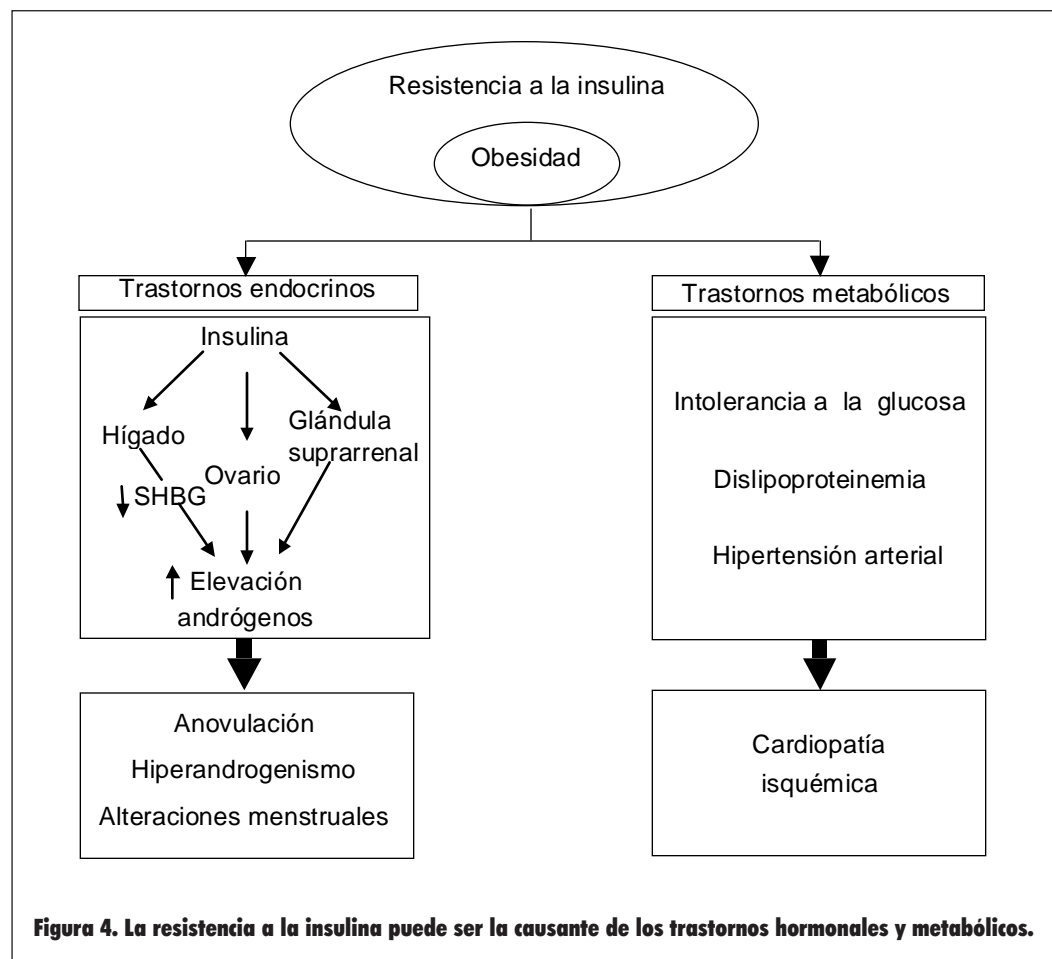 Resistencia a la insulina
Obesidad
Trastornos endocrinos
Insulina
Hígado
Glándula
suprarrenal
Ovario
↓ SHBG
↑ Elevación
andrógenos
Anovulación
Hiperandrogenismo
Alteraciones menstruales
Trastornos metabólicos
Intolerancia a la glucosa
Dislipoproteinemia
Hipertensión arterial
Cardiopatía
isquémica
Figura 4. La resistencia a la insulina puede ser la causante de los trastornos hormonales y metabólicos.